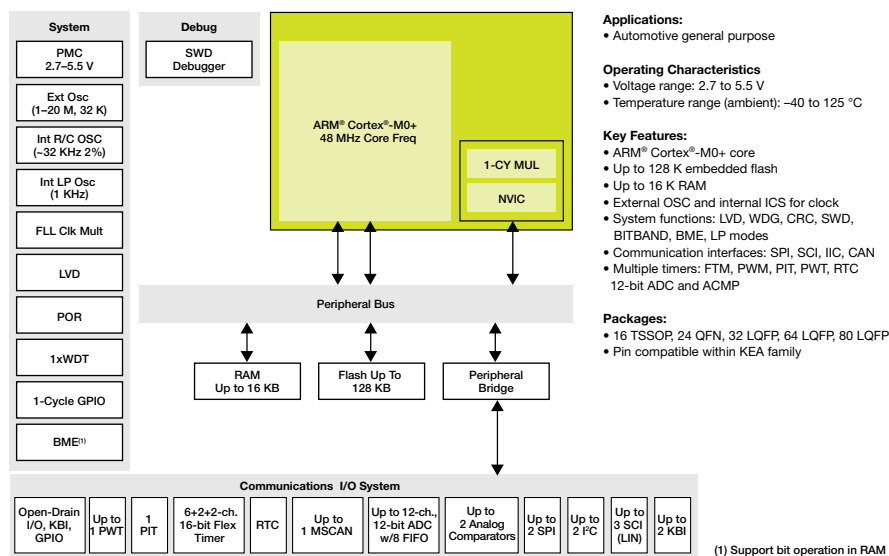 System
PMC
2.7–5.5 V
Ext Osc
(1–20 M, 32 K)
Int R/C OSC
(~32 KHz 2%)
Int LP Osc
(1 KHz)
FLL Clk Mult
LVD
POR
1xWDT
1-Cycle GPIO
BME(1)
Debug
SWD
Debugger
ARM® Cortex®-M0+
48 MHz Core Freq
1-CY MUL
NVIC
Peripheral Bus
RAM
Up to 16 KB
Flash Up To
128 KB
Peripheral
Bridge
Communications I/O System
Open-Drain
I/O, KBI,
GPIO
Up to
1 PWT
1
PIT
6+2+2-ch.
16-bit Flex
Timer
RTC
Up to
1 MSCAN
Up to 12-ch.,
12-bit ADC
w/8 FIFO
Up to
2 Analog
Comparators
Up to
2 SPI
Up to
2 I²C
Up to
3 SCI
(LIN)
Up to
2 KBI
Applications:
• Automotive general purpose
Operating Characteristics
• Voltage range: 2.7 to 5.5 V
• Temperature range (ambient): –40 to 125 °C
Key Features:
• ARM® Cortex®-M0+ core
• Up to 128 K embedded flash
• Up to 16 K RAM
• External OSC and internal ICS for clock
• System functions: LVD, WDG, CRC, SWD,
BITBAND, BME, LP modes
• Communication interfaces: SPI, SCI, IIC, CAN
• Multiple timers: FTM, PWM, PIT, PWT, RTC
12-bit ADC and ACMP
Packages:
• 16 TSSOP, 24 QFN, 32 LQFP, 64 LQFP, 80 LQFP
• Pin compatible within KEA family
(1) Support bit operation in RAM